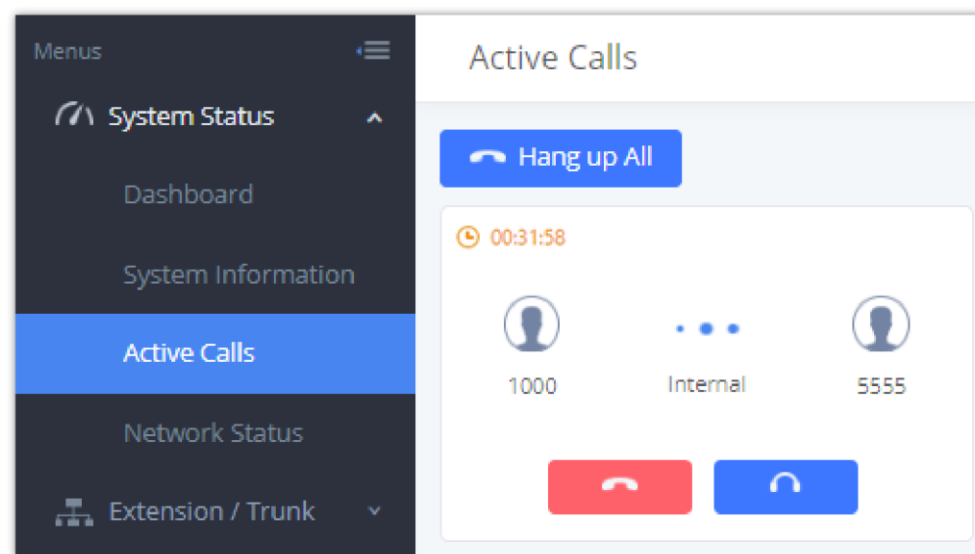 Menus
System Status
Dashboard
System Information
Active Calls
Network Status
Extension / Trunk
Active Calls
Hang up All
00:31:58
1000
Internal
5555